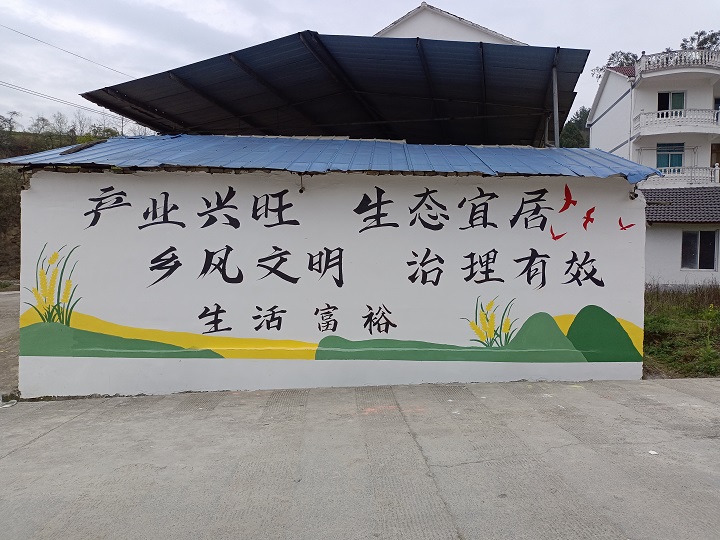 产业兴旺 生态宜居
乡风文明 治理有效
生活富裕